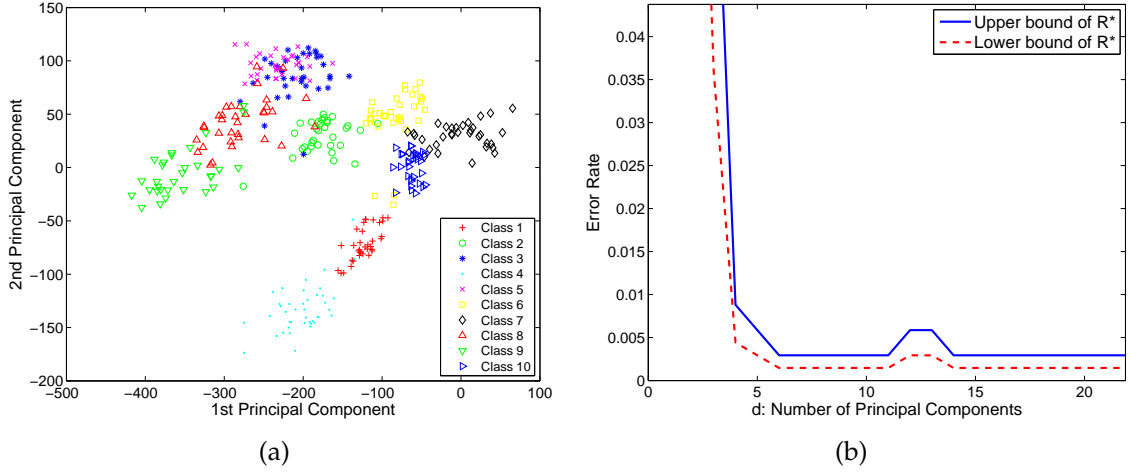 150
100
50
0
−50
−100
−150
−200
−500
−400
−300
−200
−100
0
100
1st Principal Component
2nd Principal Component
Class 1
Class 2
Class 3
Class 4
Class 5
Class 6
Class 7
Class 8
Class 9
Class 10
(a)
Upper bound of R*
Lower bound of R*
0.04
0.035
0.03
0.025
0.02
0.015
0.01
0.005
0
0
5
10
15
20
d: Number of Principal Components
Error Rate
(b)